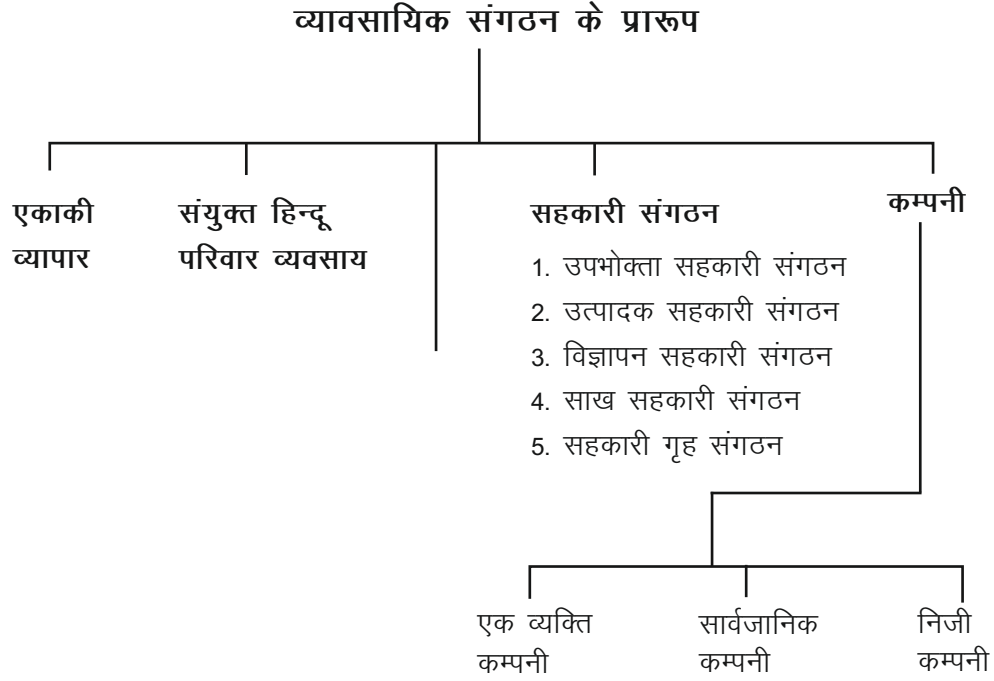 व्यावसायिक संगठन के प्रारूप
एकाकी
व्यापार
संयुक्त हिन्दू
परिवार व्यवसाय
सहकारी संगठन
1. उपभोक्ता सहकारी संगठन
2. उत्पादक सहकारी संगठन
3. विज्ञापन सहकारी संगठन
4. साख सहकारी संगठन
5. सहकारी गृह संगठन
कम्पनी
एक व्यक्ति
कम्पनी
सार्वजानिक
कम्पनी
निजी
कम्पनी